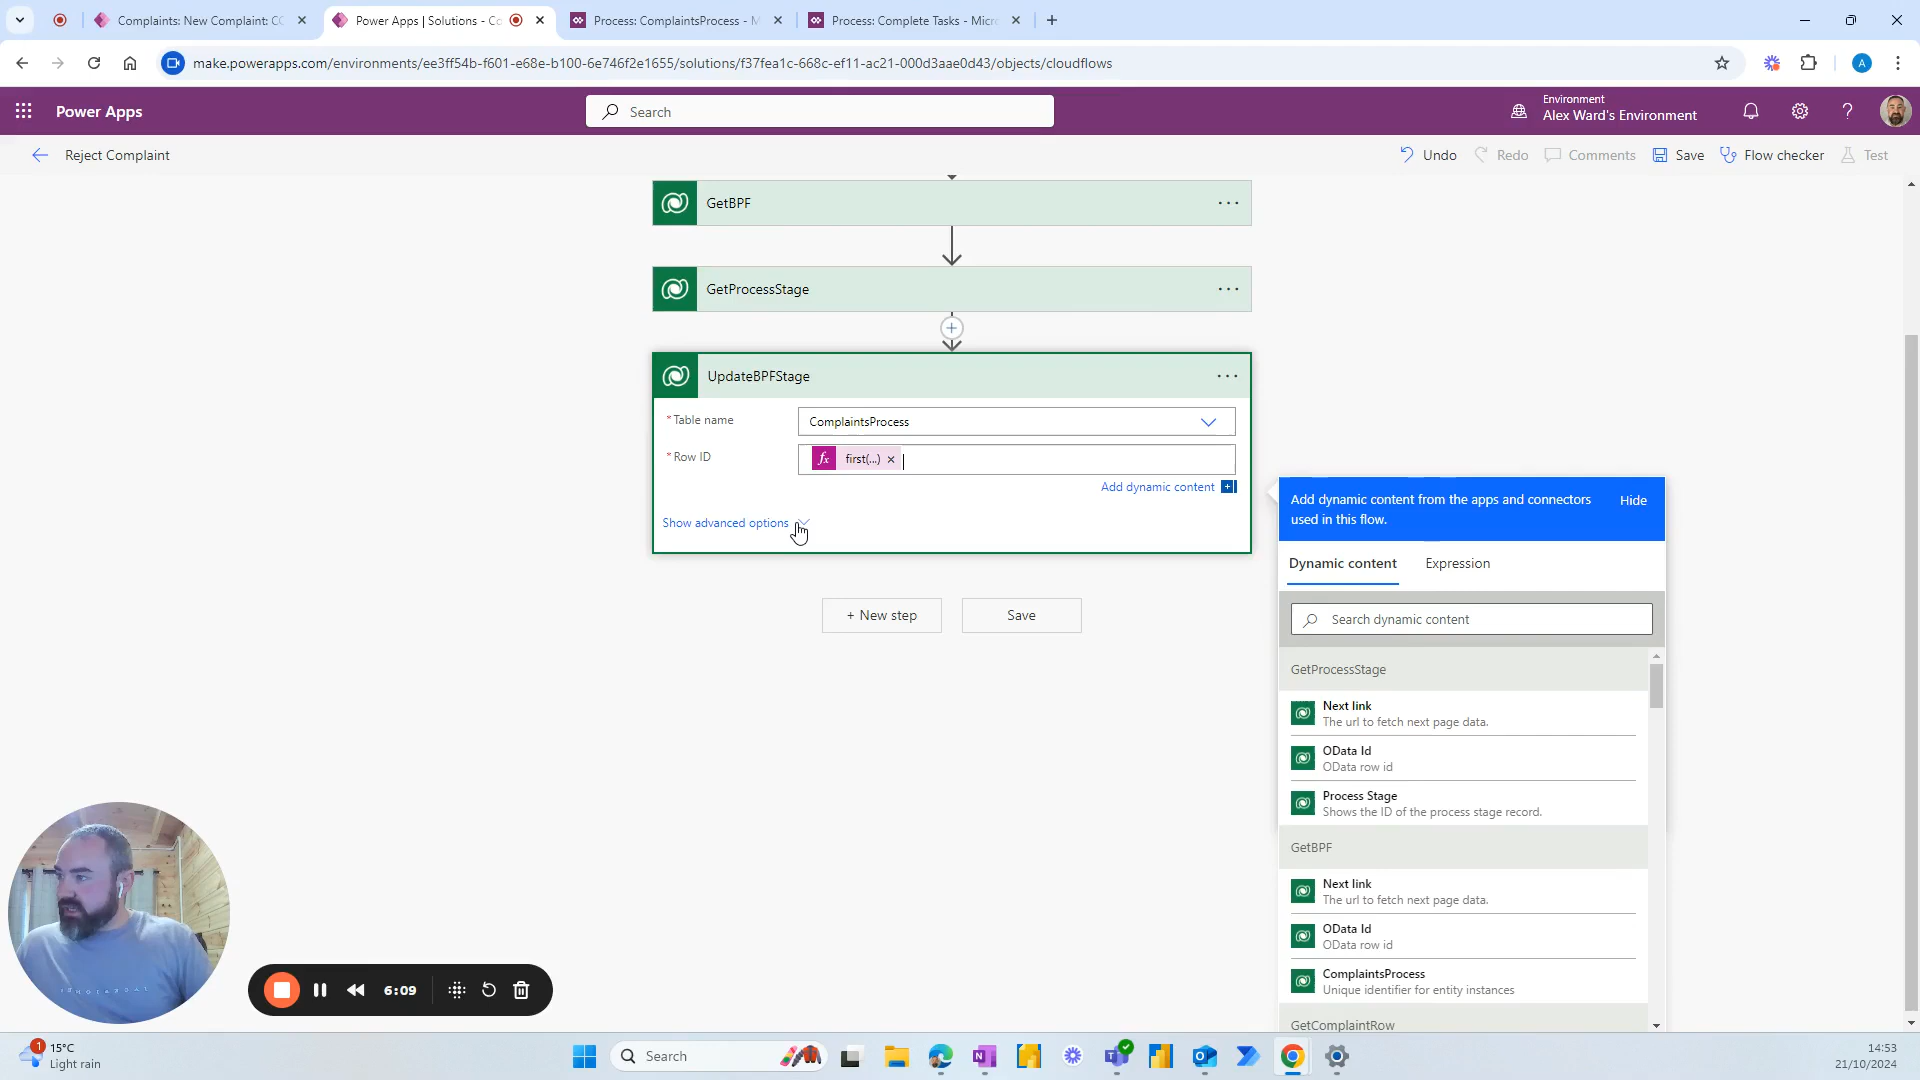 Complaints: New Complaint: CC
Power Apps | Solutions - Co
Process: ComplaintsProcess - M
Process: Complete Tasks - Micro
make.powerapps.com/environments/ee3ff54b-f601-e68e-b100-6e746f2e1655/solutions/f37fea1c-668c-ef11-ac21-000d3aae0d43/objects/cloudflows
A
Power Apps
Search
Environment
Alex Ward's Environment
Reject Complaint
Undo
Redo
Comments
Save
Flow checker
Test
GetBPF
GetProcessStage
UpdateBPFStage
* Table name
ComplaintsProcess
* Row ID
fx first(...) ×
Add dynamic content
Show advanced options
+ New step
Save
Add dynamic content from the apps and connectors
used in this flow.
Hide
Dynamic content
Expression
Search dynamic content
GetProcessStage
Next link
The url to fetch next page data.
OData Id
OData row id
Process Stage
Shows the ID of the process stage record.
GetBPF
Next link
The url to fetch next page data.
OData Id
OData row id
ComplaintsProcess
Unique identifier for entity instances
GetComplaintRow
6:09
1
15°C
Light rain
Search
14:53
21/10/2024